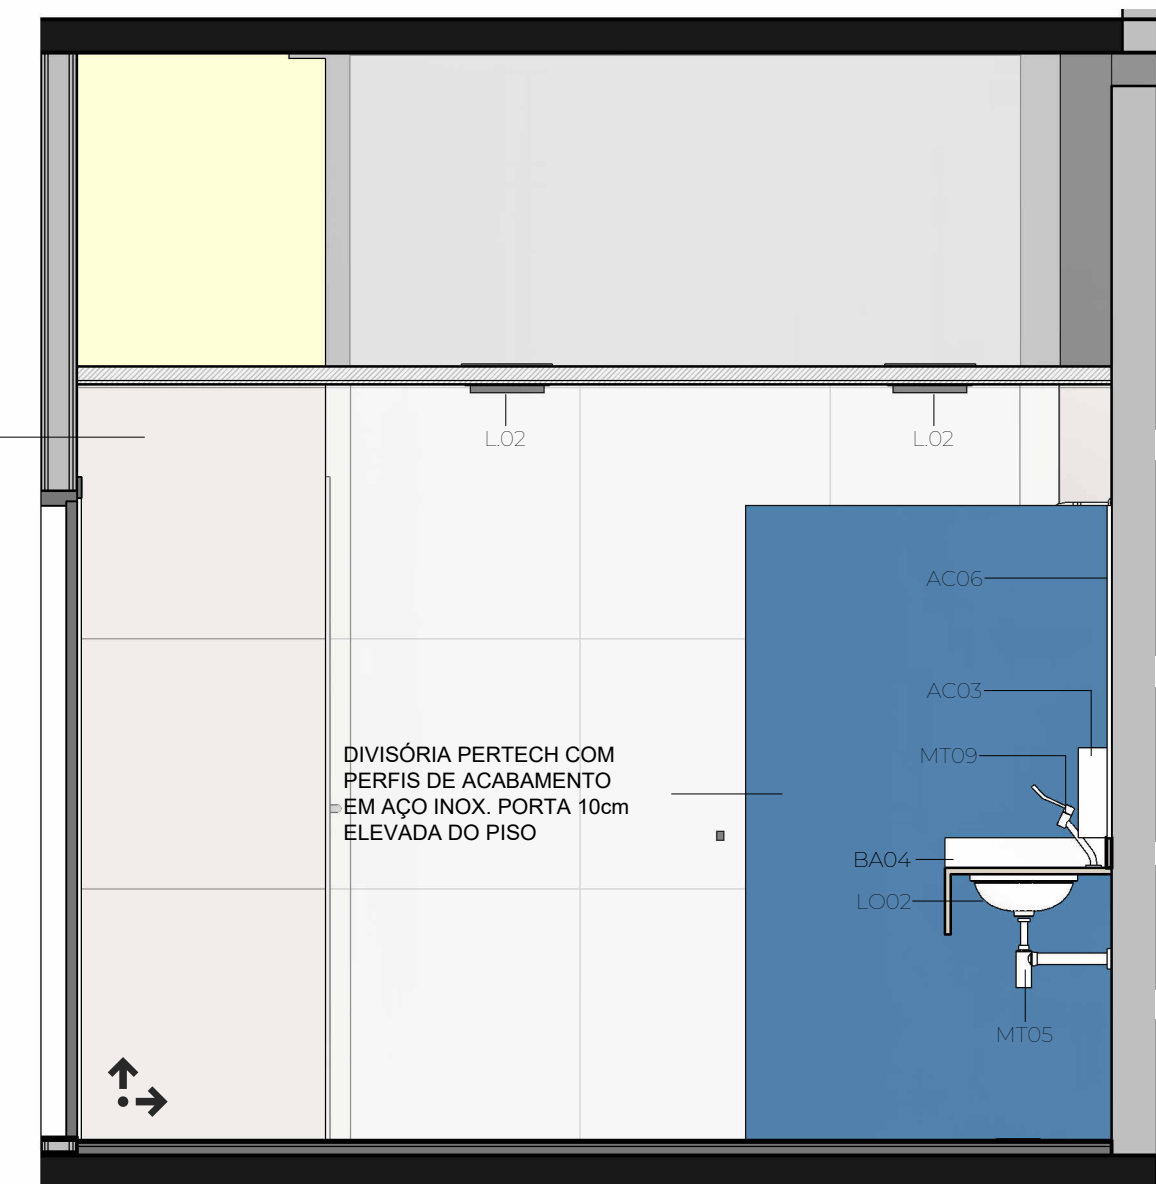 L.02
L.02
AC06
AC03
MT09
DIVISÓRIA PERTECH COM
PERFIS DE ACABAMENTO
EM AÇO INOX. PORTA 10cm
ELEVADA DO PISO
BA04
LO02
MT05